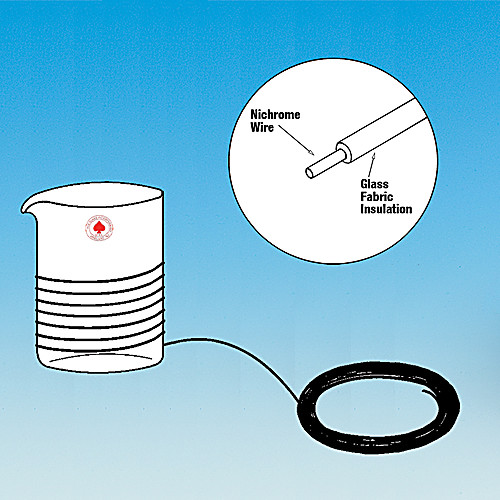 Nichrome
Wire
Glass
Fabric
Insulation